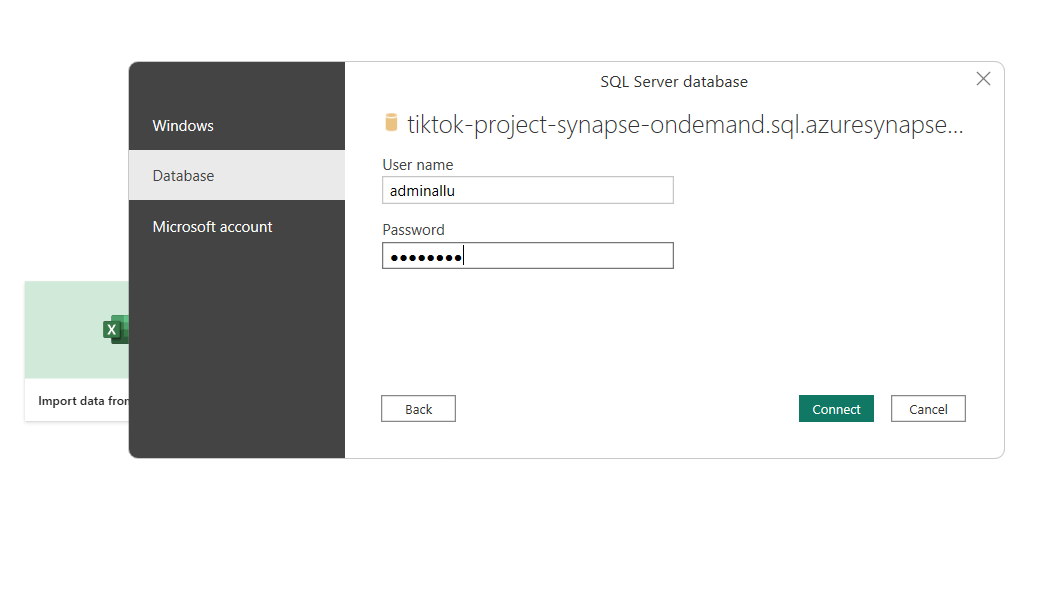 SQL Server database
Windows
Database
Microsoft account
tiktok-project-synapse-ondemand.sql.azuresynapse...
User name
adminallu
Password
●●●●●●●●
Back
Connect
Cancel
X
Import data from